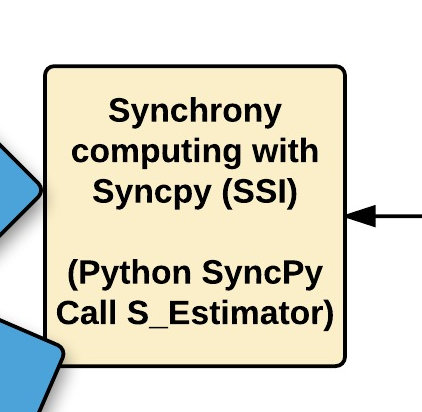 Synchrony
computing with
Syncpy (SSI)
(Python SyncPy
Call S_Estimator)